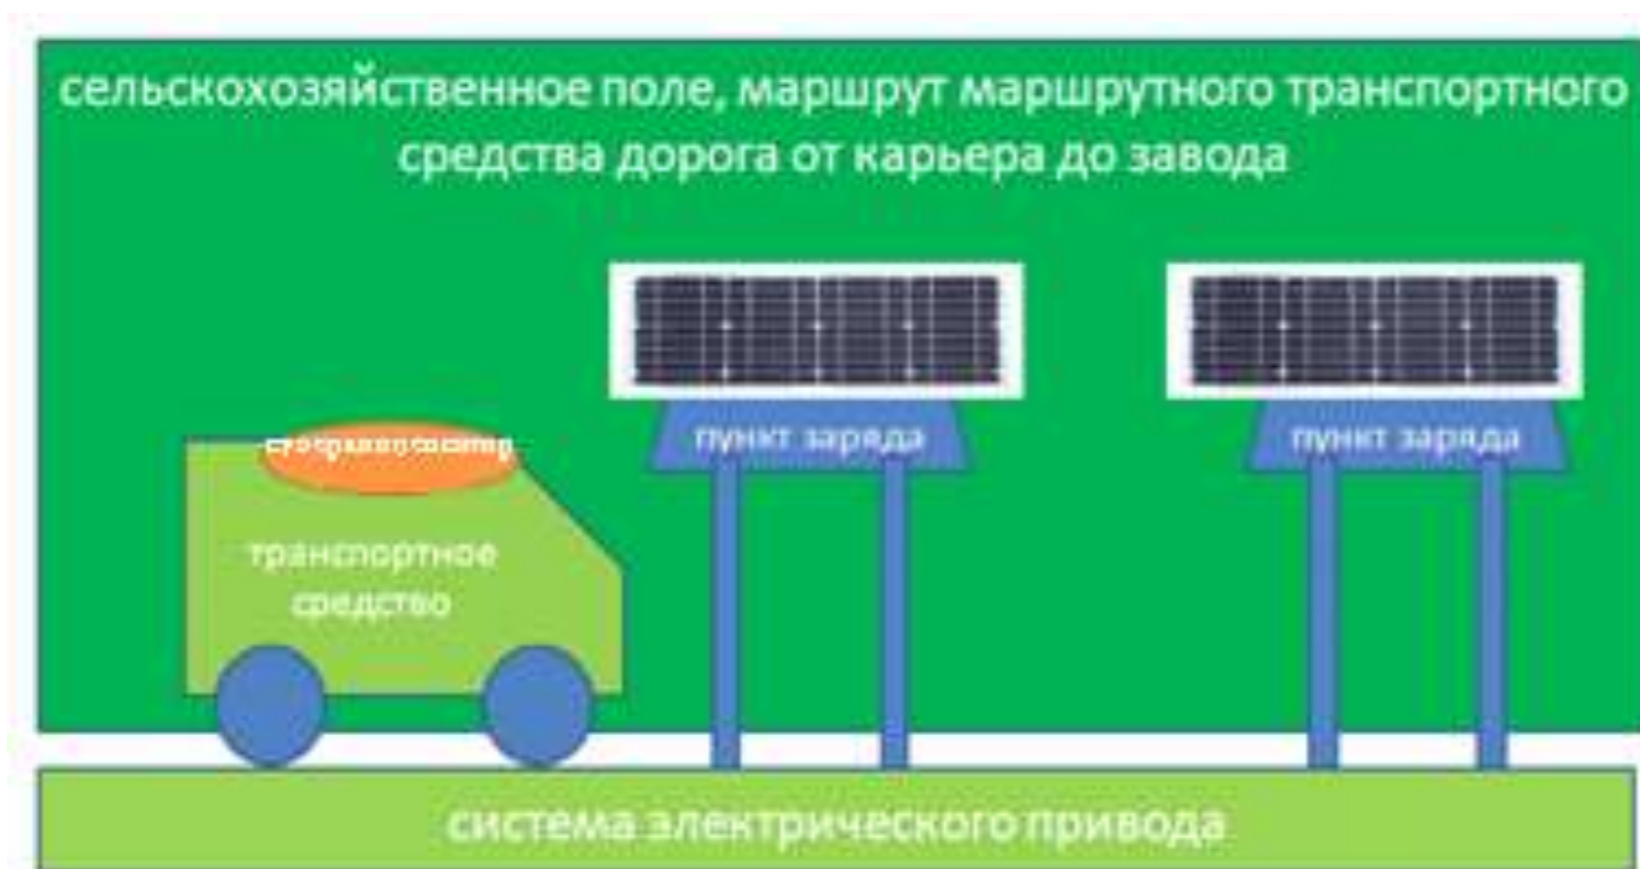 сельскохозяйственное поле, маршрут маршрутного транспортного
средства дорога от карьера до завода
пункт заряда
пункт заряда
транспортное
средство
система электрического привода